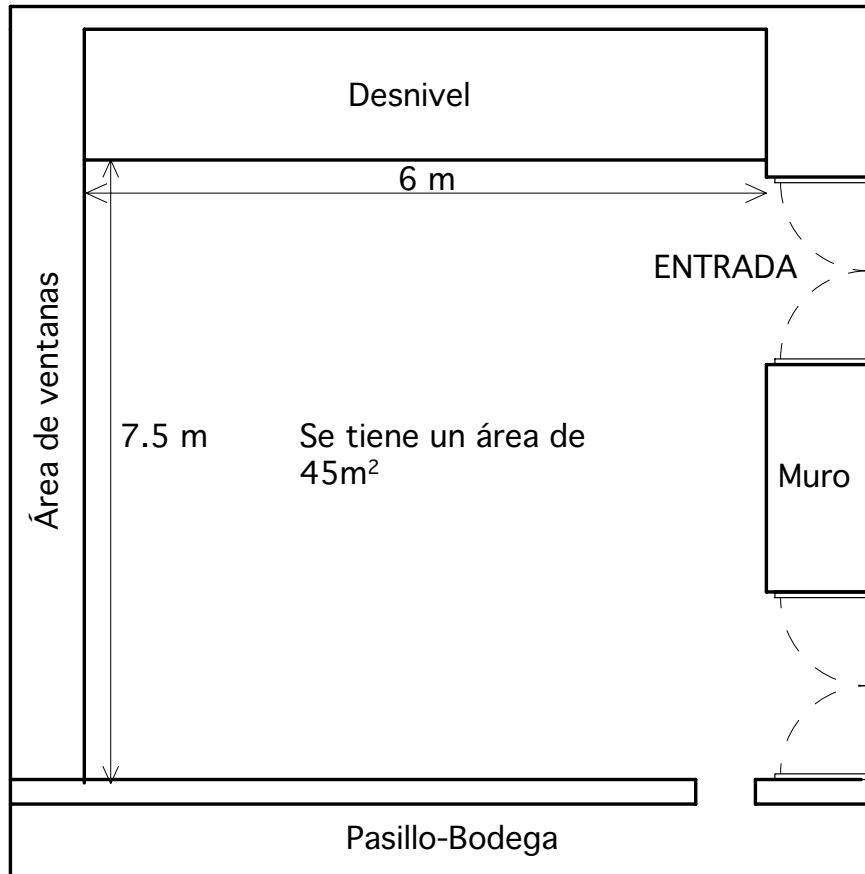 Desnivel
6 m
ENTRADA
Área de ventanas
7.5 m
Se tiene un área de
45m²
Muro
Pasillo-Bodega